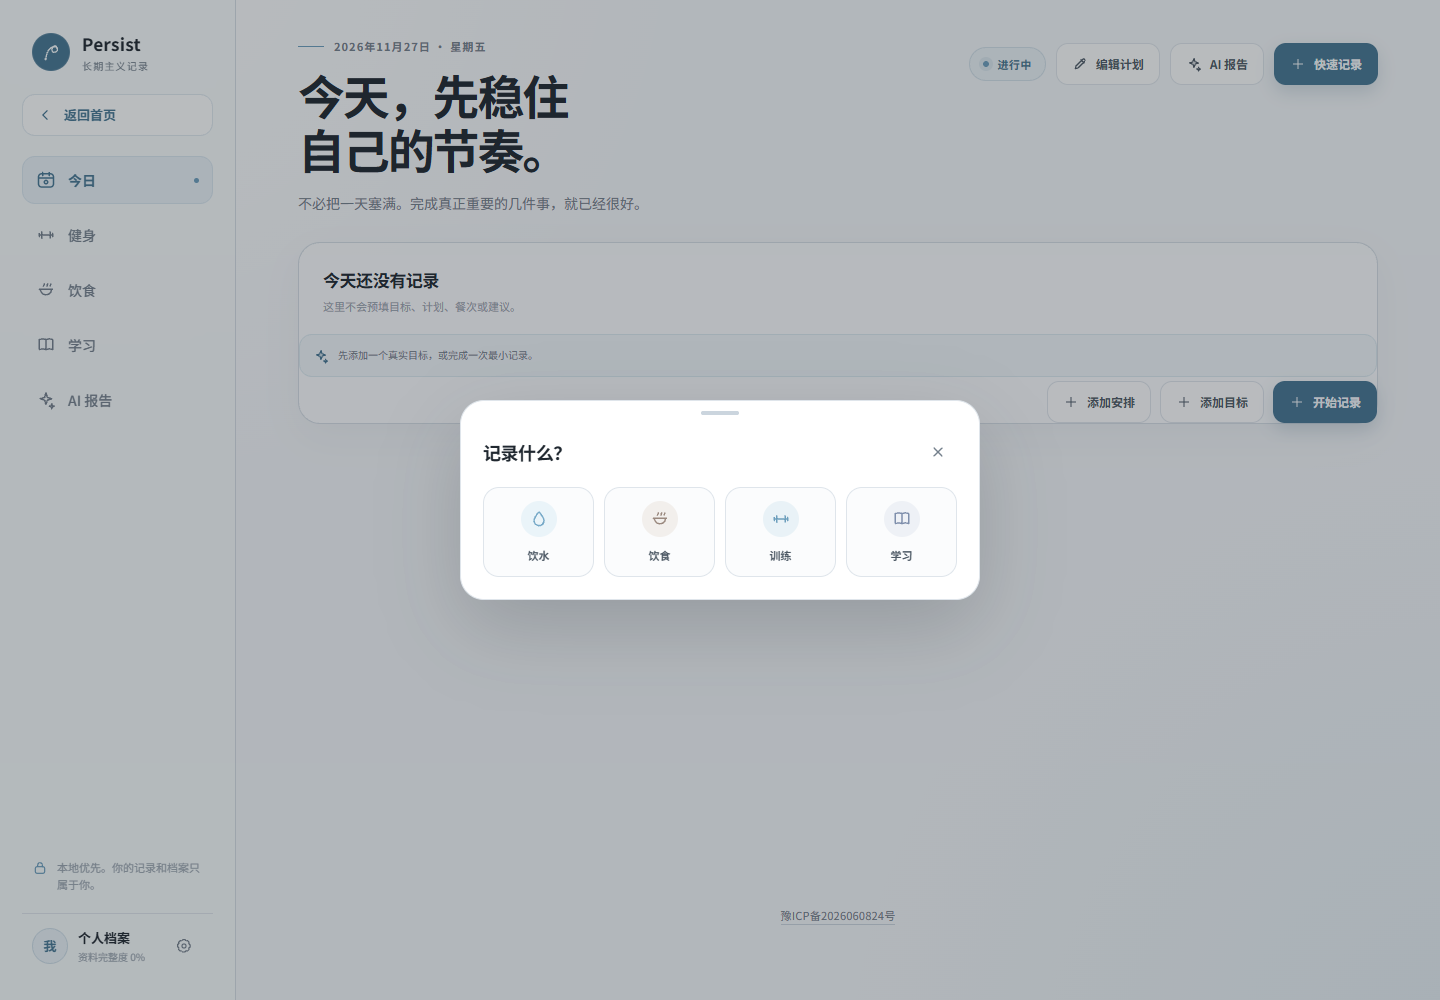 Persist
长期主义记录
返回首页
今日
健身
饮食
学习
AI 报告
本地优先。你的记录和档案只
属于你。
我
个人档案
资料完整度 0%
2026年11月27日 · 星期五
今天，先稳住
自己的节奏。
不必把一天塞满。完成真正重要的几件事，就已经很好。
进行中
编辑计划
AI 报告
快速记录
今天还没有记录
这里不会预填目标、计划、餐次或建议。
先添加一个真实目标，或完成一次最小记录。
添加安排
添加目标
开始记录
记录什么？
饮水
饮食
训练
学习
豫ICP备2026060824号